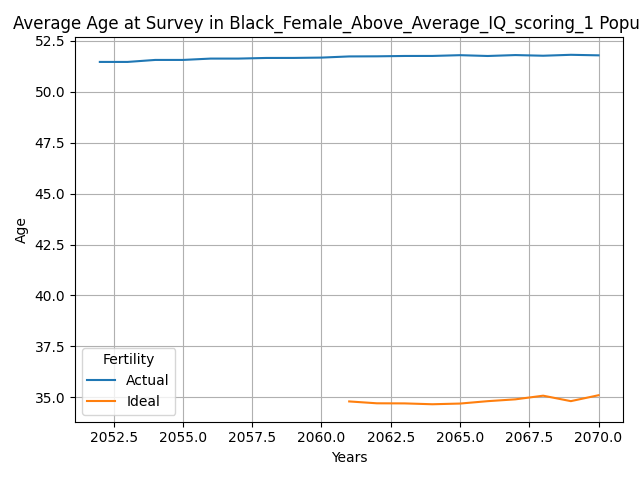 Average Age at Survey in Black_Female_Above_Average_IQ_scoring_1 Popu
52.5
50.0
47.5
45.0
42.5
40.0
37.5
35.0
Age
Fertility
Actual
Ideal
2052.5 2055.0 2057.5 2060.0 2062.5 2065.0 2067.5 2070.0
Years